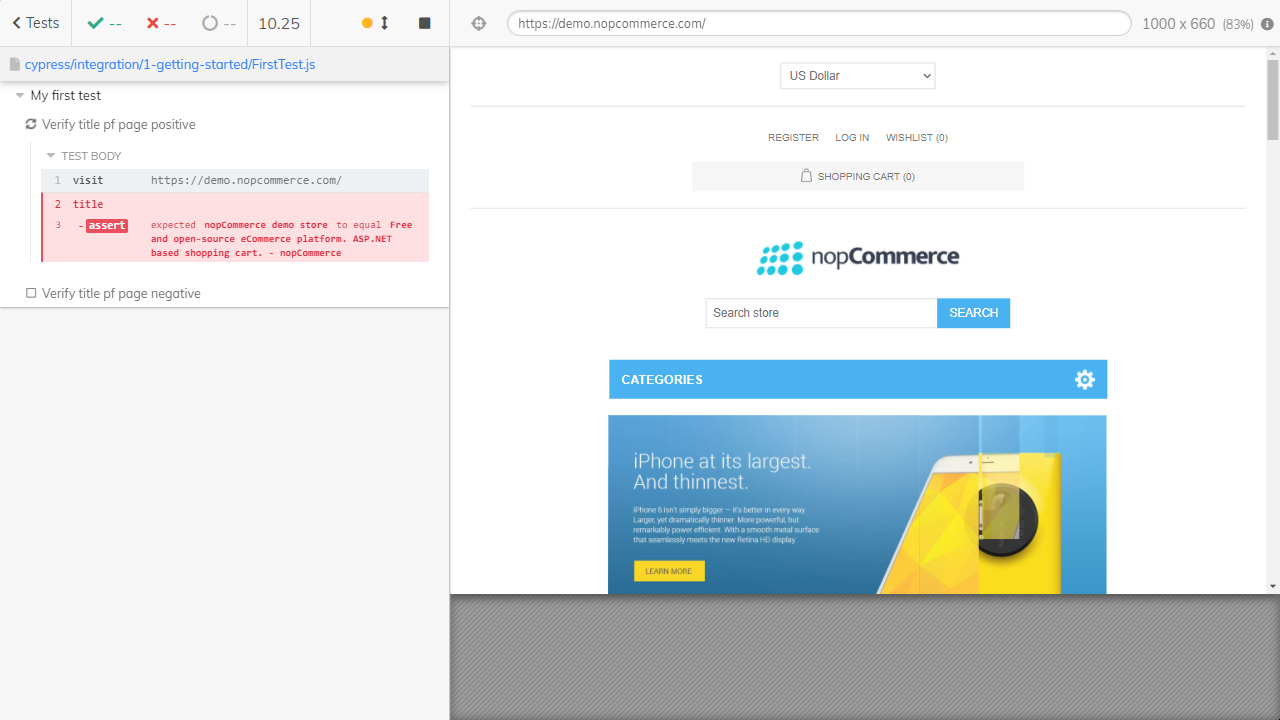 Tests
--
--
--
10.25
https://demo.nopcommerce.com/
1000 x 660 (83%)
cypress/integration/1-getting-started/FirstTest.js
My first test
Verify title pf page positive
TEST BODY
1 visit https://demo.nopcommerce.com/
2 title
3 - assert expected nopCommerce demo store to equal Free
and open-source eCommerce platform. ASP.NET
based shopping cart. - nopCommerce
Verify title pf page negative
US Dollar
REGISTER LOG IN WISHLIST (0)
SHOPPING CART (0)
nopCommerce
Search store SEARCH
CATEGORIES
iPhone at its largest.
And thinnest.
iPhone 6 isn't simply bigger – it's better in every way.
Larger, yet dramatically thinner. More powerful, but
remarkably power efficient. With a smooth metal surface
that seamlessly meets the new Retina HD display.
LEARN MORE